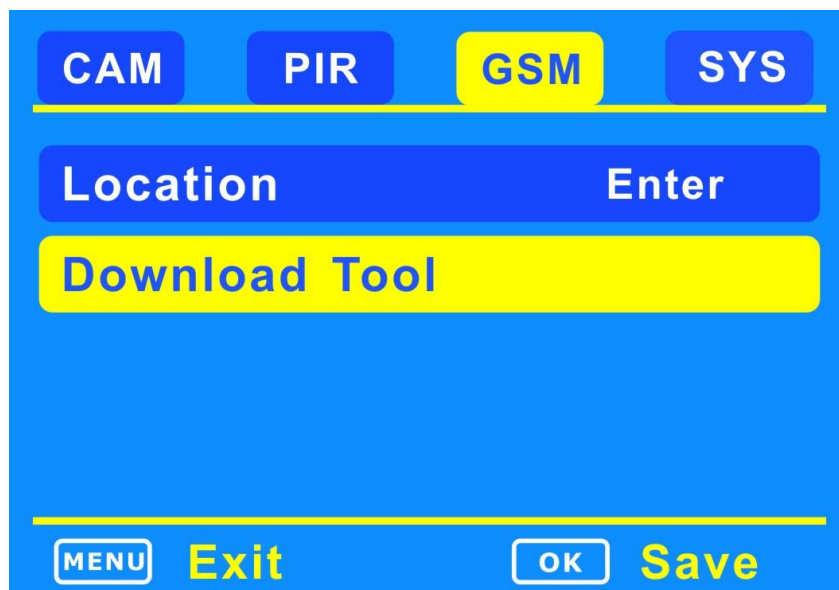 CAM PIR GSM SYS
Location Enter
Download Tool
MENU Exit OK Save